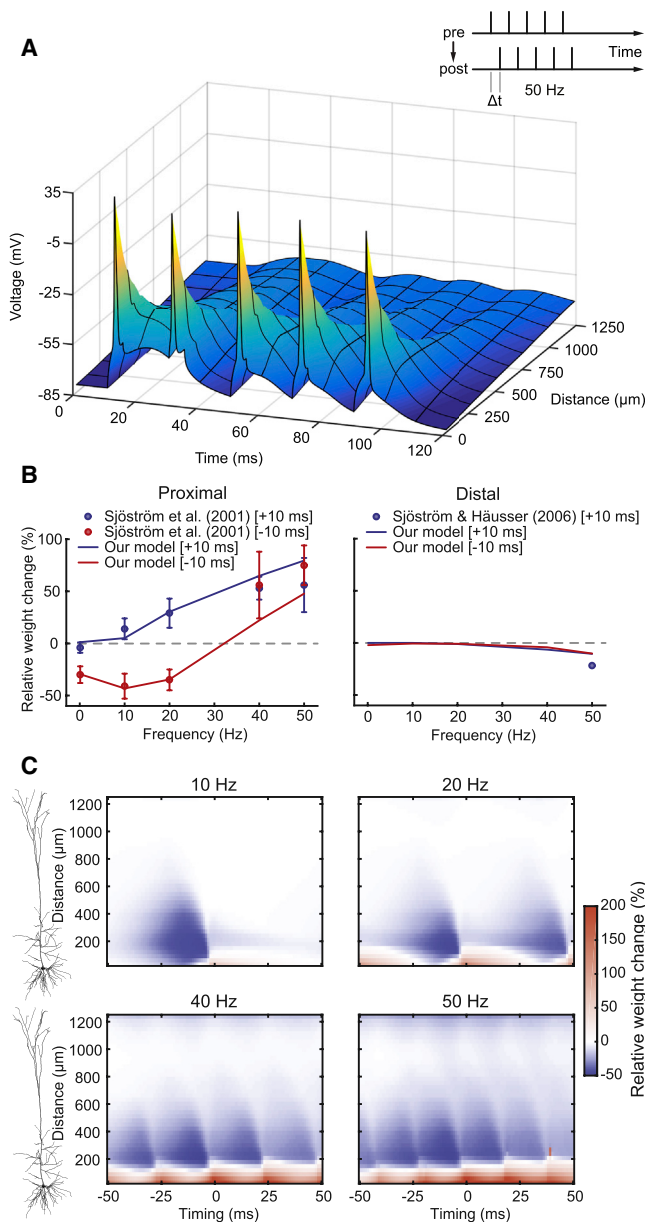 A
pre
post
Time
Δt
50 Hz
35
-5
-25
-55
-85
Voltage (mV)
0
20
40
60
80
100
120
Time (ms)
0
250
500
750
1000
1250
Distance (µm)
B
Proximal
Sjöström et al. (2001) [+10 ms]
Sjöström et al. (2001) [-10 ms]
Our model [+10 ms]
Our model [-10 ms]
Relative weight change (%)
100
50
0
-50
0 10 20 40 50
Frequency (Hz)
Distal
Sjöström & Häusser (2006) [+10 ms]
Our model [+10 ms]
Our model [-10 ms]
0 10 20 30 40 50
Frequency (Hz)
C
10 Hz
20 Hz
Distance (µm)
1200
1000
800
600
400
200
40 Hz
50 Hz
Distance (µm)
1200
1000
800
600
400
200
-50 -25 0 25 50
Timing (ms)
-50 -25 0 25 50
Timing (ms)
200
150
100
50
0
-50
Relative weight change (%)